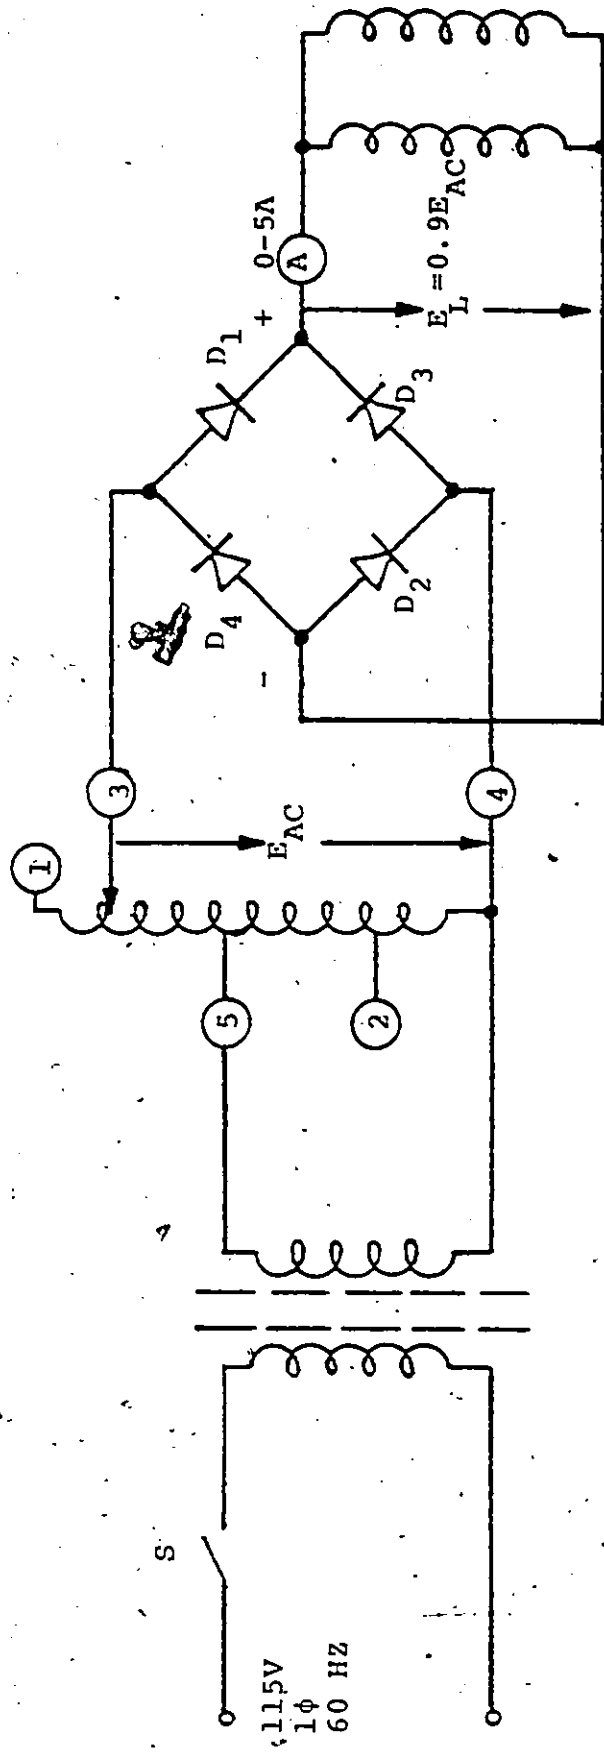 S
115V
1ϕ
60 HZ
5
2
1
3
4
E_AC
D_4
D_2
D_1
D_3
-
+
0-5A
A
E_L =0.9E_AC